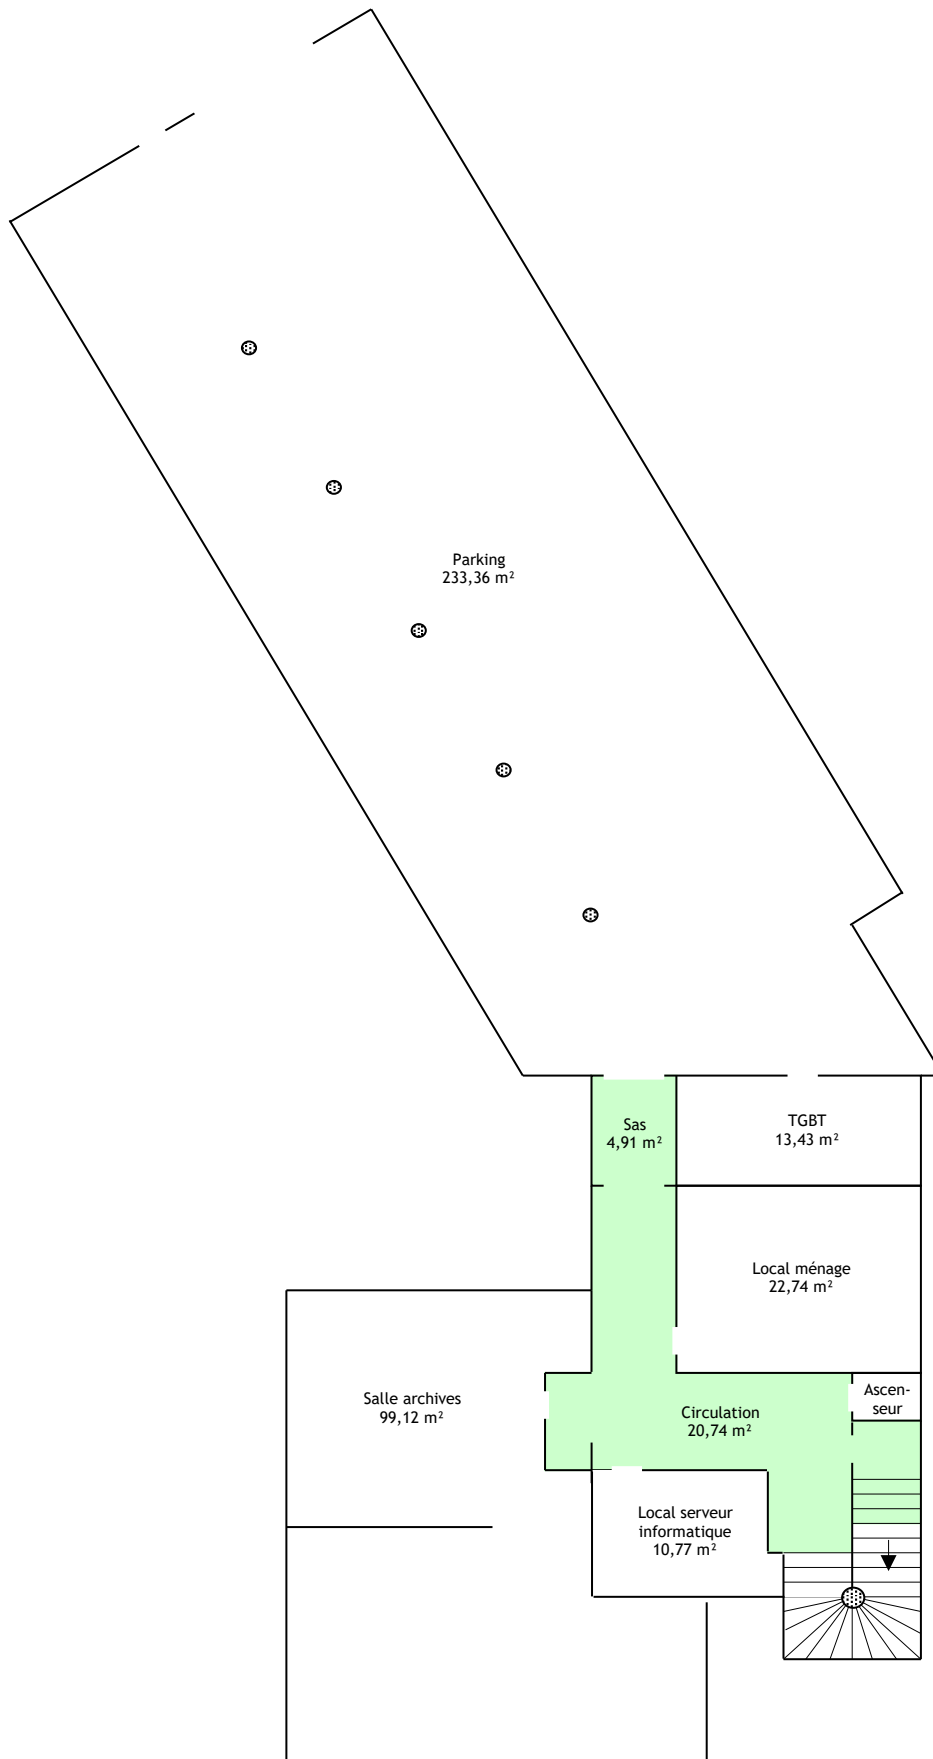 Parking
233,36 m²
Sas
4,91 m²
TGBT
13,43 m²
Local ménage
22,74 m²
Salle archives
99,12 m²
Circulation
20,74 m²
Ascen-
seur
Local serveur
informatique
10,77 m²